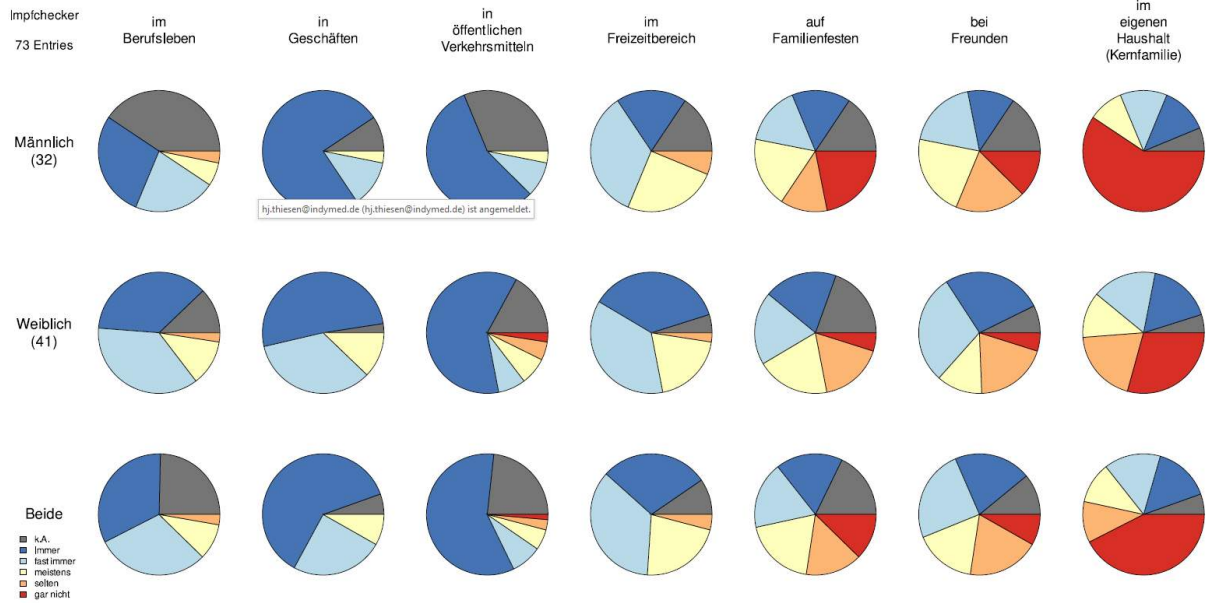 Impfchecker
73 Entries
im
Berufsleben
in
Geschäften
in
öffentlichen
Verkehrsmitteln
im
Freizeitbereich
auf
Familienfesten
bei
Freunden
im
eigenen
Haushalt
(Kernfamilie)
Männlich
(32)
hj.thiesen@indymed.de (hj.thiesen@indymed.de) ist angemeldet.
Weiblich
(41)
Beide
k.A.
Immer
fast immer
meistens
selten
gar nicht